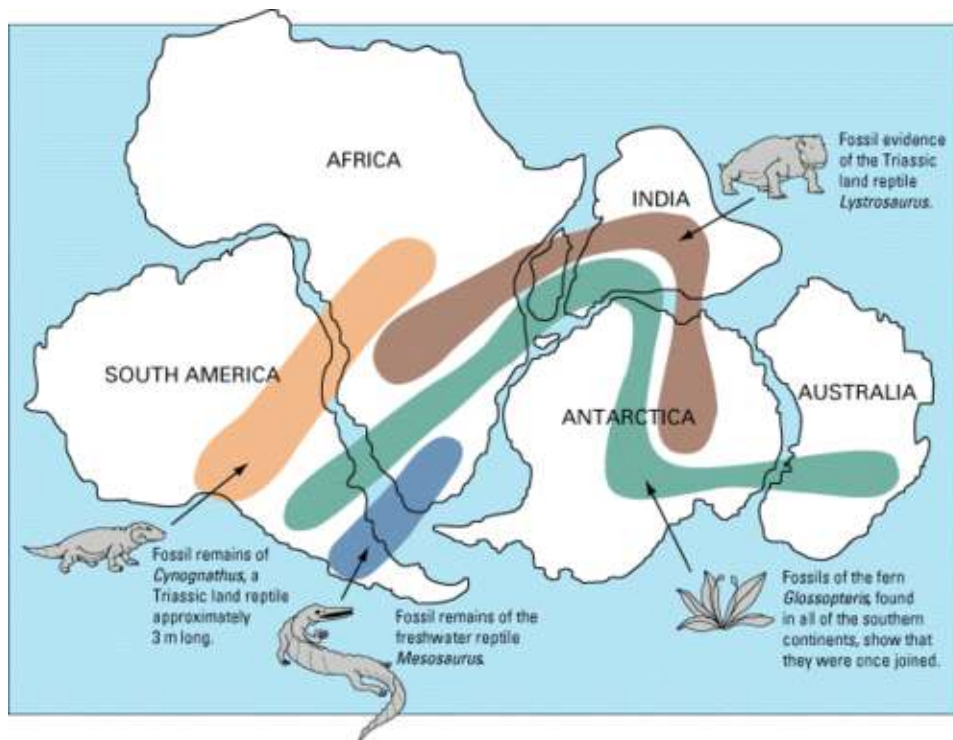 AFRICA
Fossil evidence
of the Triassic
land reptile
Lystrosaurus.
INDIA
SOUTH AMERICA
ANTARCTICA
AUSTRALIA
Fossil remains of
Cynognathus, a
Triassic land reptile
approximately
3 m long.
Fossil remains of the
freshwater reptile
Mesosaurus.
Fossils of the fern
Glossopteris, found
in all of the southern
continents, show that
they were once joined.